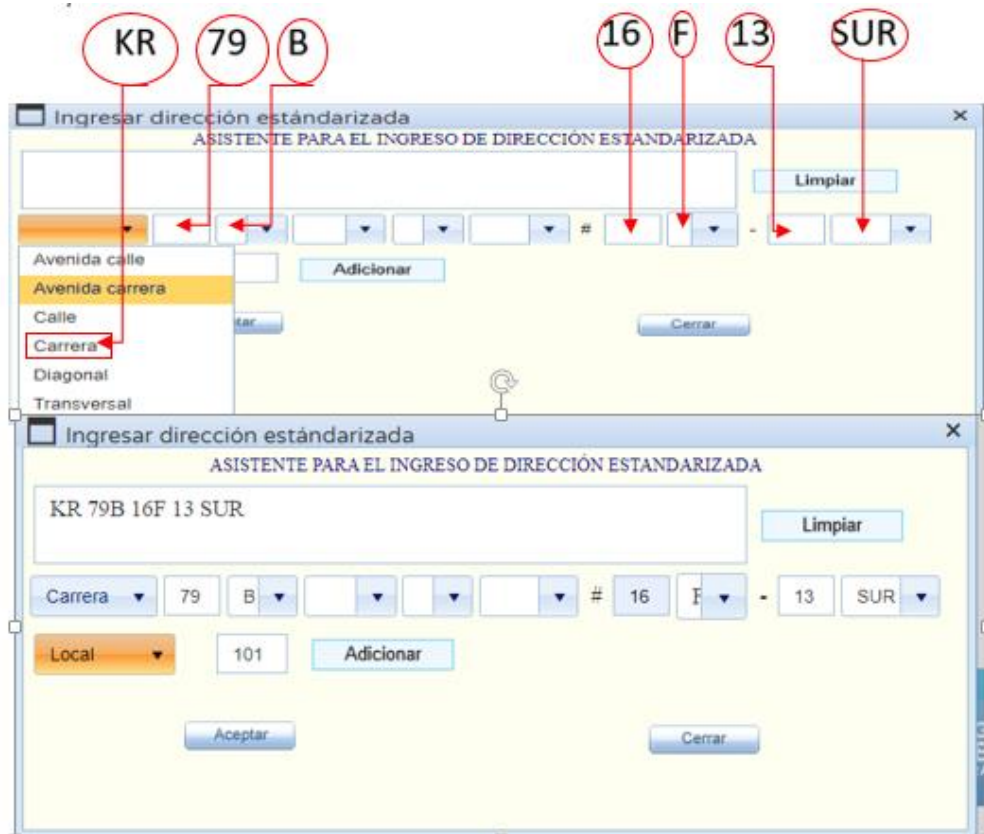 KR 79 B 16 F 13 SUR
Ingresar dirección estándarizada ×
ASISTENTE PARA EL INGRESO DE DIRECCIÓN ESTANDARIZADA
Limpiar
# -
Avenida calle
Adicionar
Avenida carrera
Calle
tar Cerrar
Carrera
Diagonal
Transversal
Ingresar dirección estándarizada ×
ASISTENTE PARA EL INGRESO DE DIRECCIÓN ESTANDARIZADA
KR 79B 16F 13 SUR
Limpiar
Carrera 79 B # 16 F - 13 SUR
Local 101 Adicionar
Aceptar Cerrar